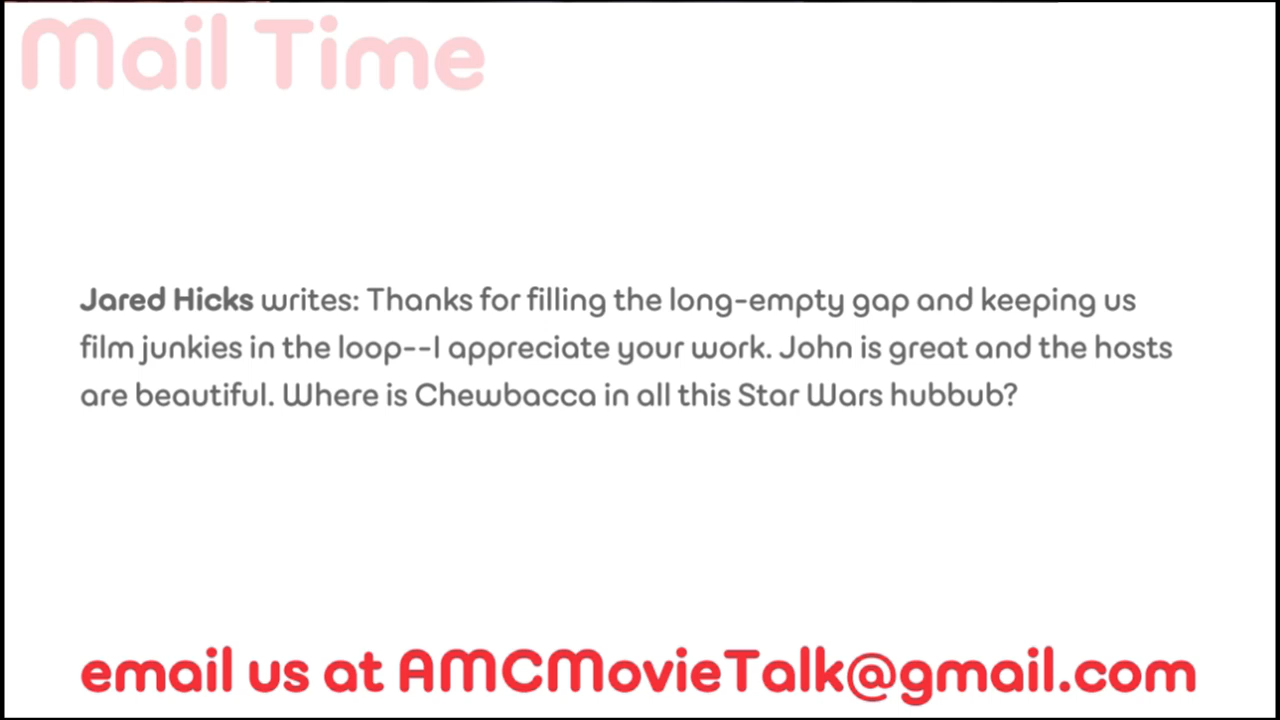 Mail Time
Jared Hicks writes: Thanks for filling the long-empty gap and keeping us
film junkies in the loop--I appreciate your work. John is great and the hosts
are beautiful. Where is Chewbacca in all this Star Wars hubbub?
email us at AMCMovieTalk@gmail.com